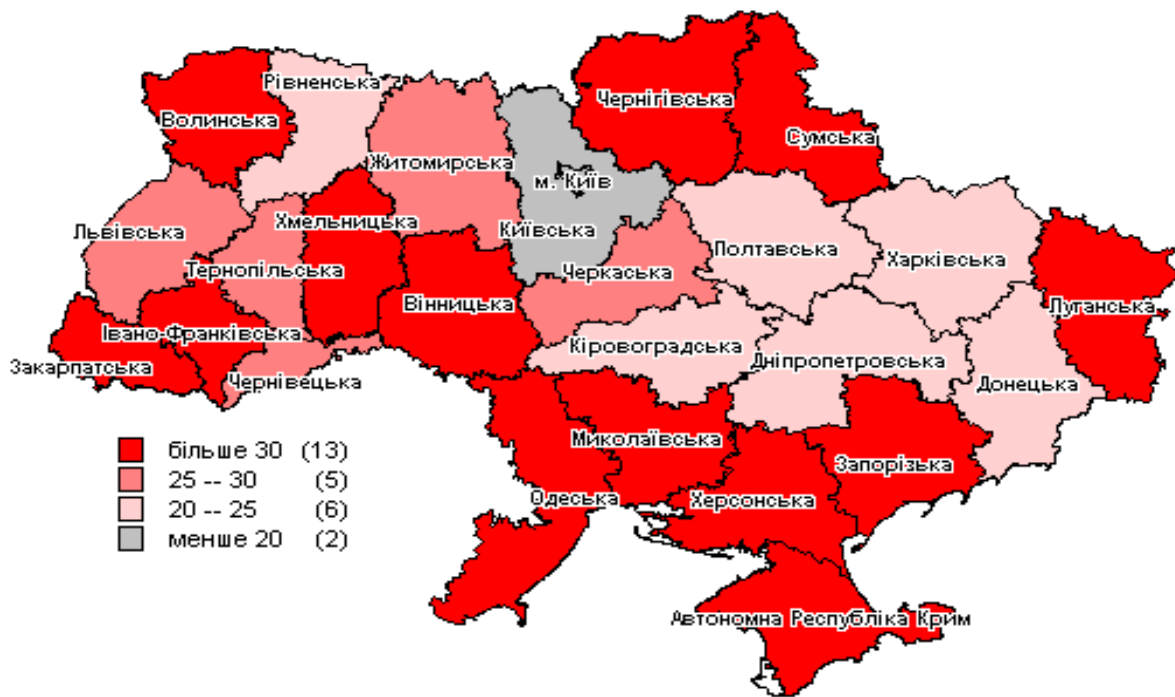 Рівненська
Волинська
Чернігівська
Сумська
Житомирська
м. Київ
Львівська
Хмельницька
Київська
Тернопільська
Черкаська
Полтавська
Харківська
Вінницька
Луганська
Івано-Франківська
Закарпатська
Чернівецька
Кіровоградська
Дніпропетровська
Донецька
Миколаївська
Запорізька
Одеська
Херсонська
Автономна Республіка Крим
більше 30 (13)
25 -- 30 (5)
20 -- 25 (6)
менше 20 (2)